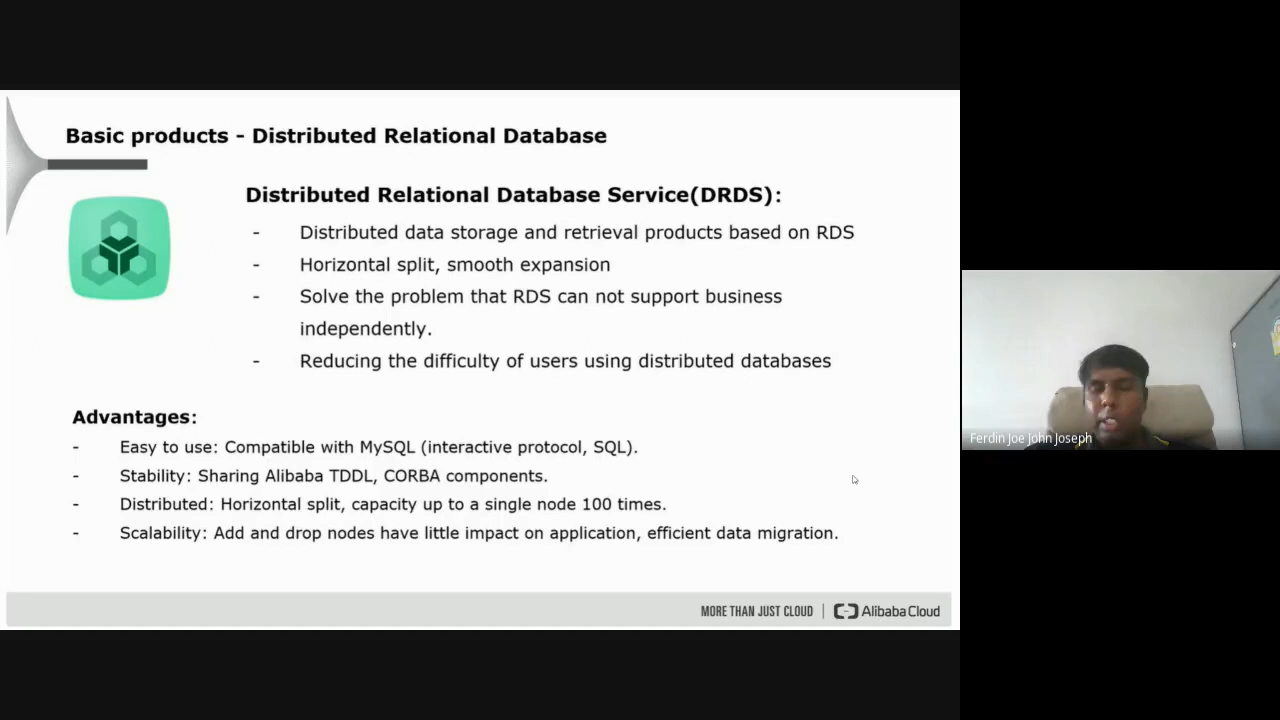 Basic products - Distributed Relational Database
Distributed Relational Database Service(DRDS):
- Distributed data storage and retrieval products based on RDS
- Horizontal split, smooth expansion
- Solve the problem that RDS can not support business
independently.
- Reducing the difficulty of users using distributed databases
Advantages:
- Easy to use: Compatible with MySQL (interactive protocol, SQL).
- Stability: Sharing Alibaba TDDL, CORBA components.
- Distributed: Horizontal split, capacity up to a single node 100 times.
- Scalability: Add and drop nodes have little impact on application, efficient data migration.
MORE THAN JUST CLOUD | Alibaba Cloud
Ferdin Joe John Joseph